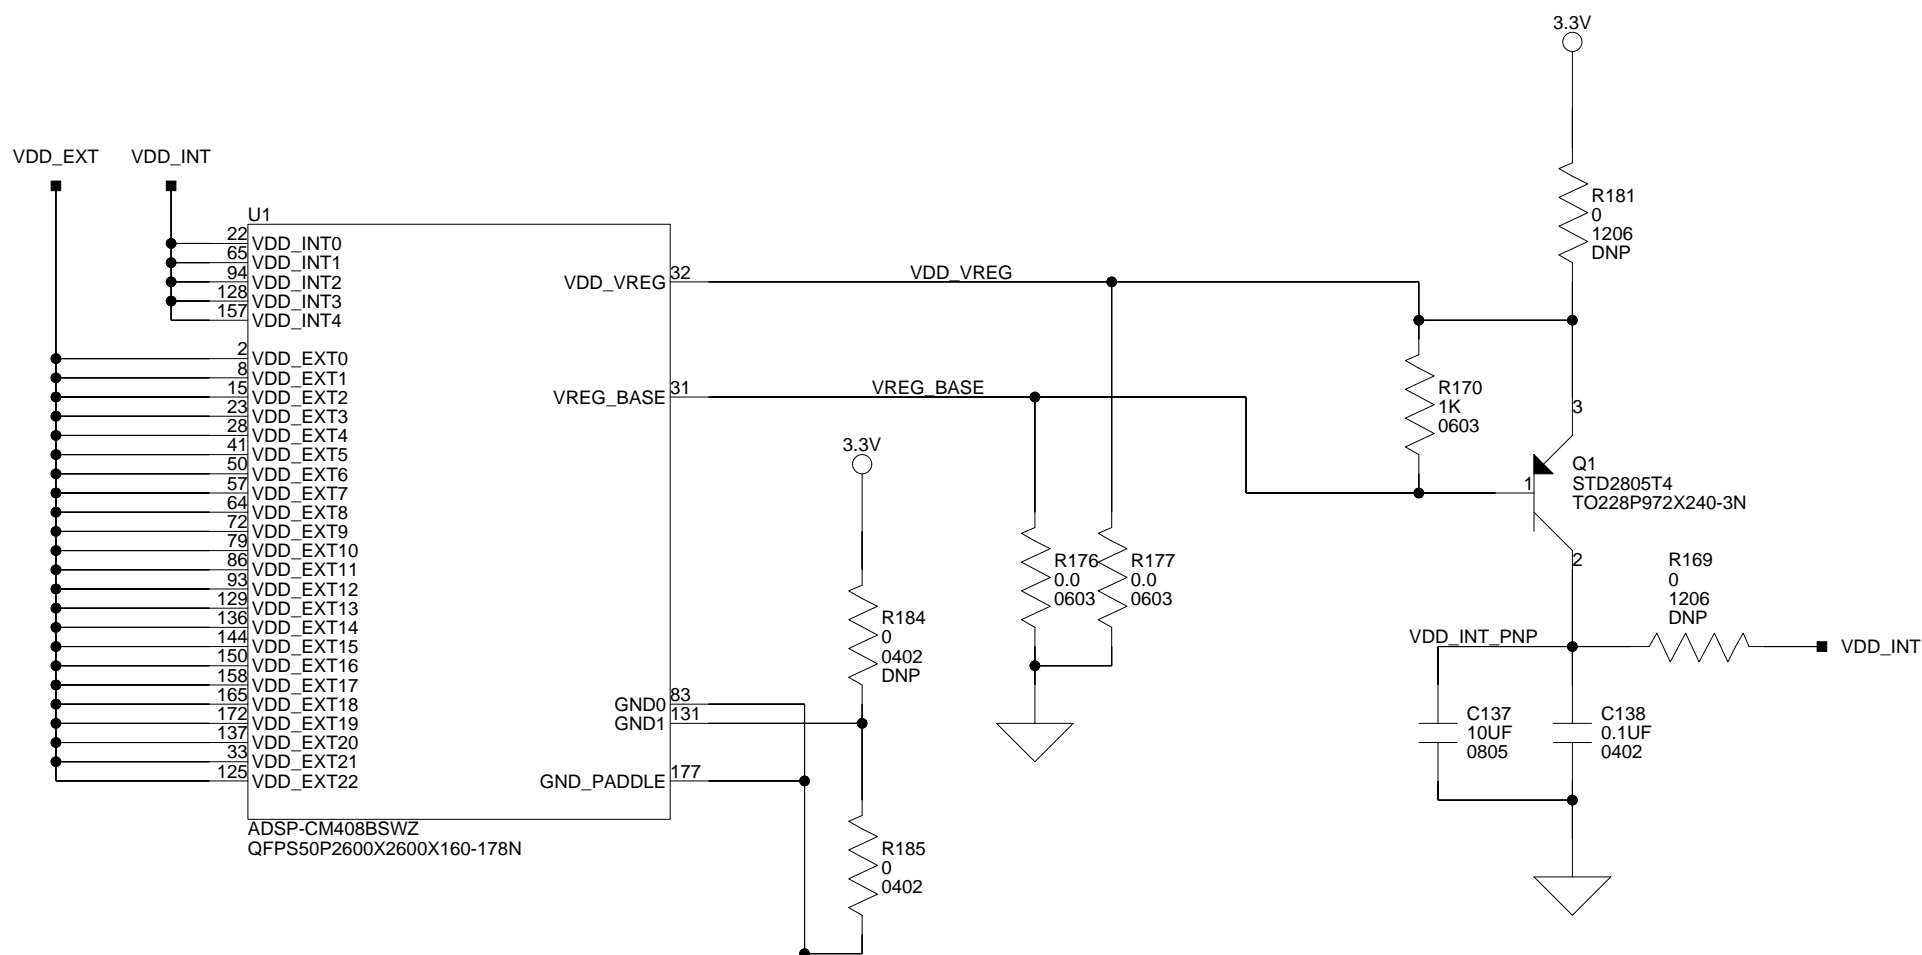 3.3V
R181
0
1206
DNP
VDD_EXT
VDD_INT
U1
22
VDD_INT0
65
VDD_INT1
94
VDD_INT2
128
VDD_INT3
157
VDD_INT4
2
VDD_EXT0
8
VDD_EXT1
15
VDD_EXT2
23
VDD_EXT3
28
VDD_EXT4
41
VDD_EXT5
50
VDD_EXT6
57
VDD_EXT7
64
VDD_EXT8
72
VDD_EXT9
79
VDD_EXT10
86
VDD_EXT11
93
VDD_EXT12
129
VDD_EXT13
136
VDD_EXT14
144
VDD_EXT15
150
VDD_EXT16
158
VDD_EXT17
165
VDD_EXT18
172
VDD_EXT19
137
VDD_EXT20
33
VDD_EXT21
125
VDD_EXT22
VDD_VREG
32
VDD_VREG
VREG_BASE
31
VREG_BASE
GND0
83
GND1
131
GND_PADDLE
177
ADSP-CM408BSWZ
QFPS50P2600X2600X160-178N
3.3V
R184
0
0402
DNP
R185
0
0402
R176
0.0
0603
R177
0.0
0603
R170
1K
0603
3
1
Q1
STD2805T4
TO228P972X240-3N
2
R169
0
1206
DNP
VDD_INT_PNP
VDD_INT
C137
10UF
0805
C138
0.1UF
0402